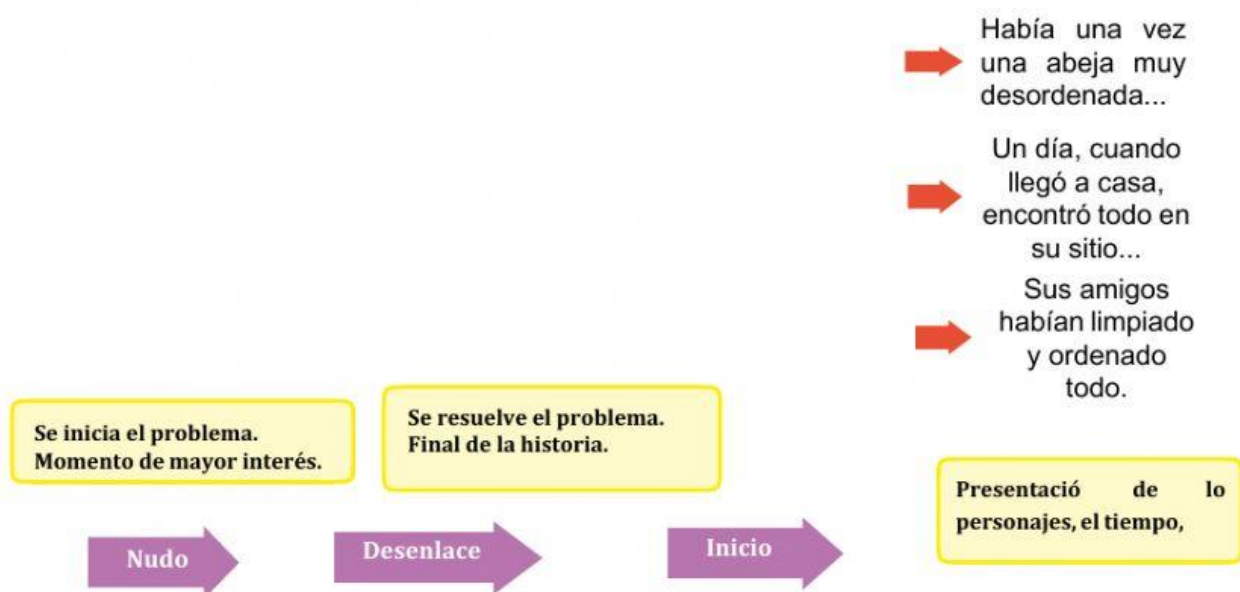 Había una vez
una abeja muy
desordenada...
Un día, cuando
llegó a casa,
encontró todo en
su sitio...
Sus amigos
habían limpiado
y ordenado
todo.
Se inicia el problema.
Momento de mayor interés.
Se resuelve el problema.
Final de la historia.
Presentació de lo
personajes, el tiempo,
Nudo
Desenlace
Inicio